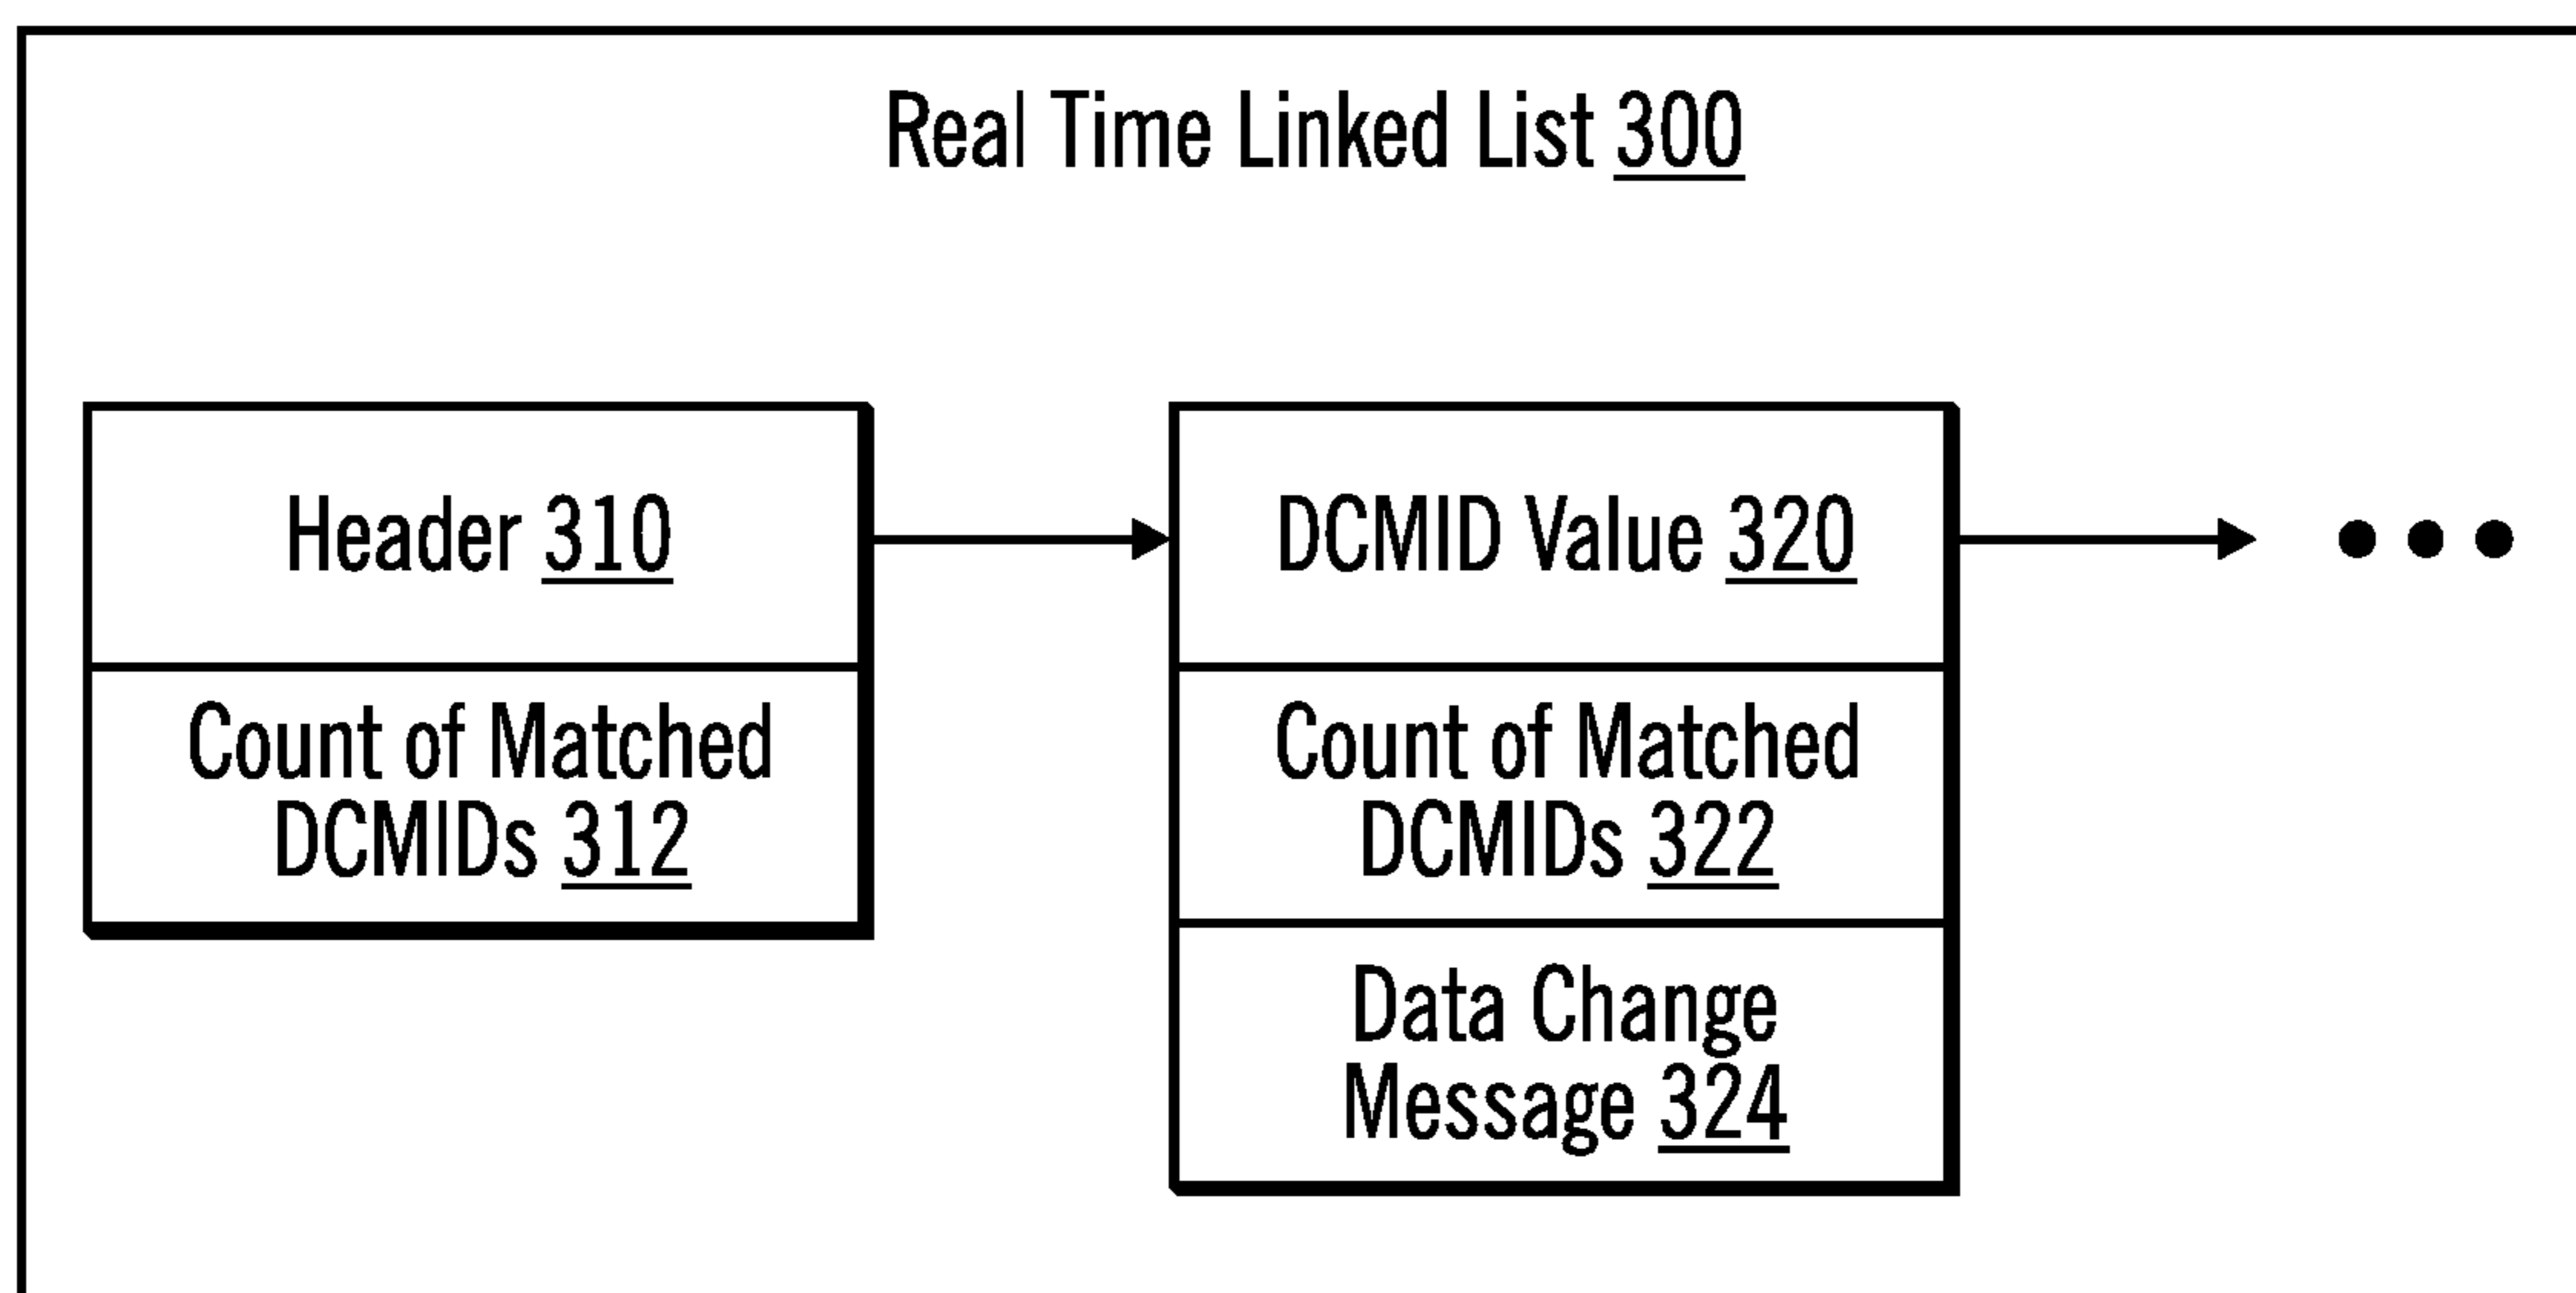 Real Time Linked List 300
Header 310
Count of Matched
DCMIDs 312
DCMID Value 320
Count of Matched
DCMIDs 322
Data Change
Message 324